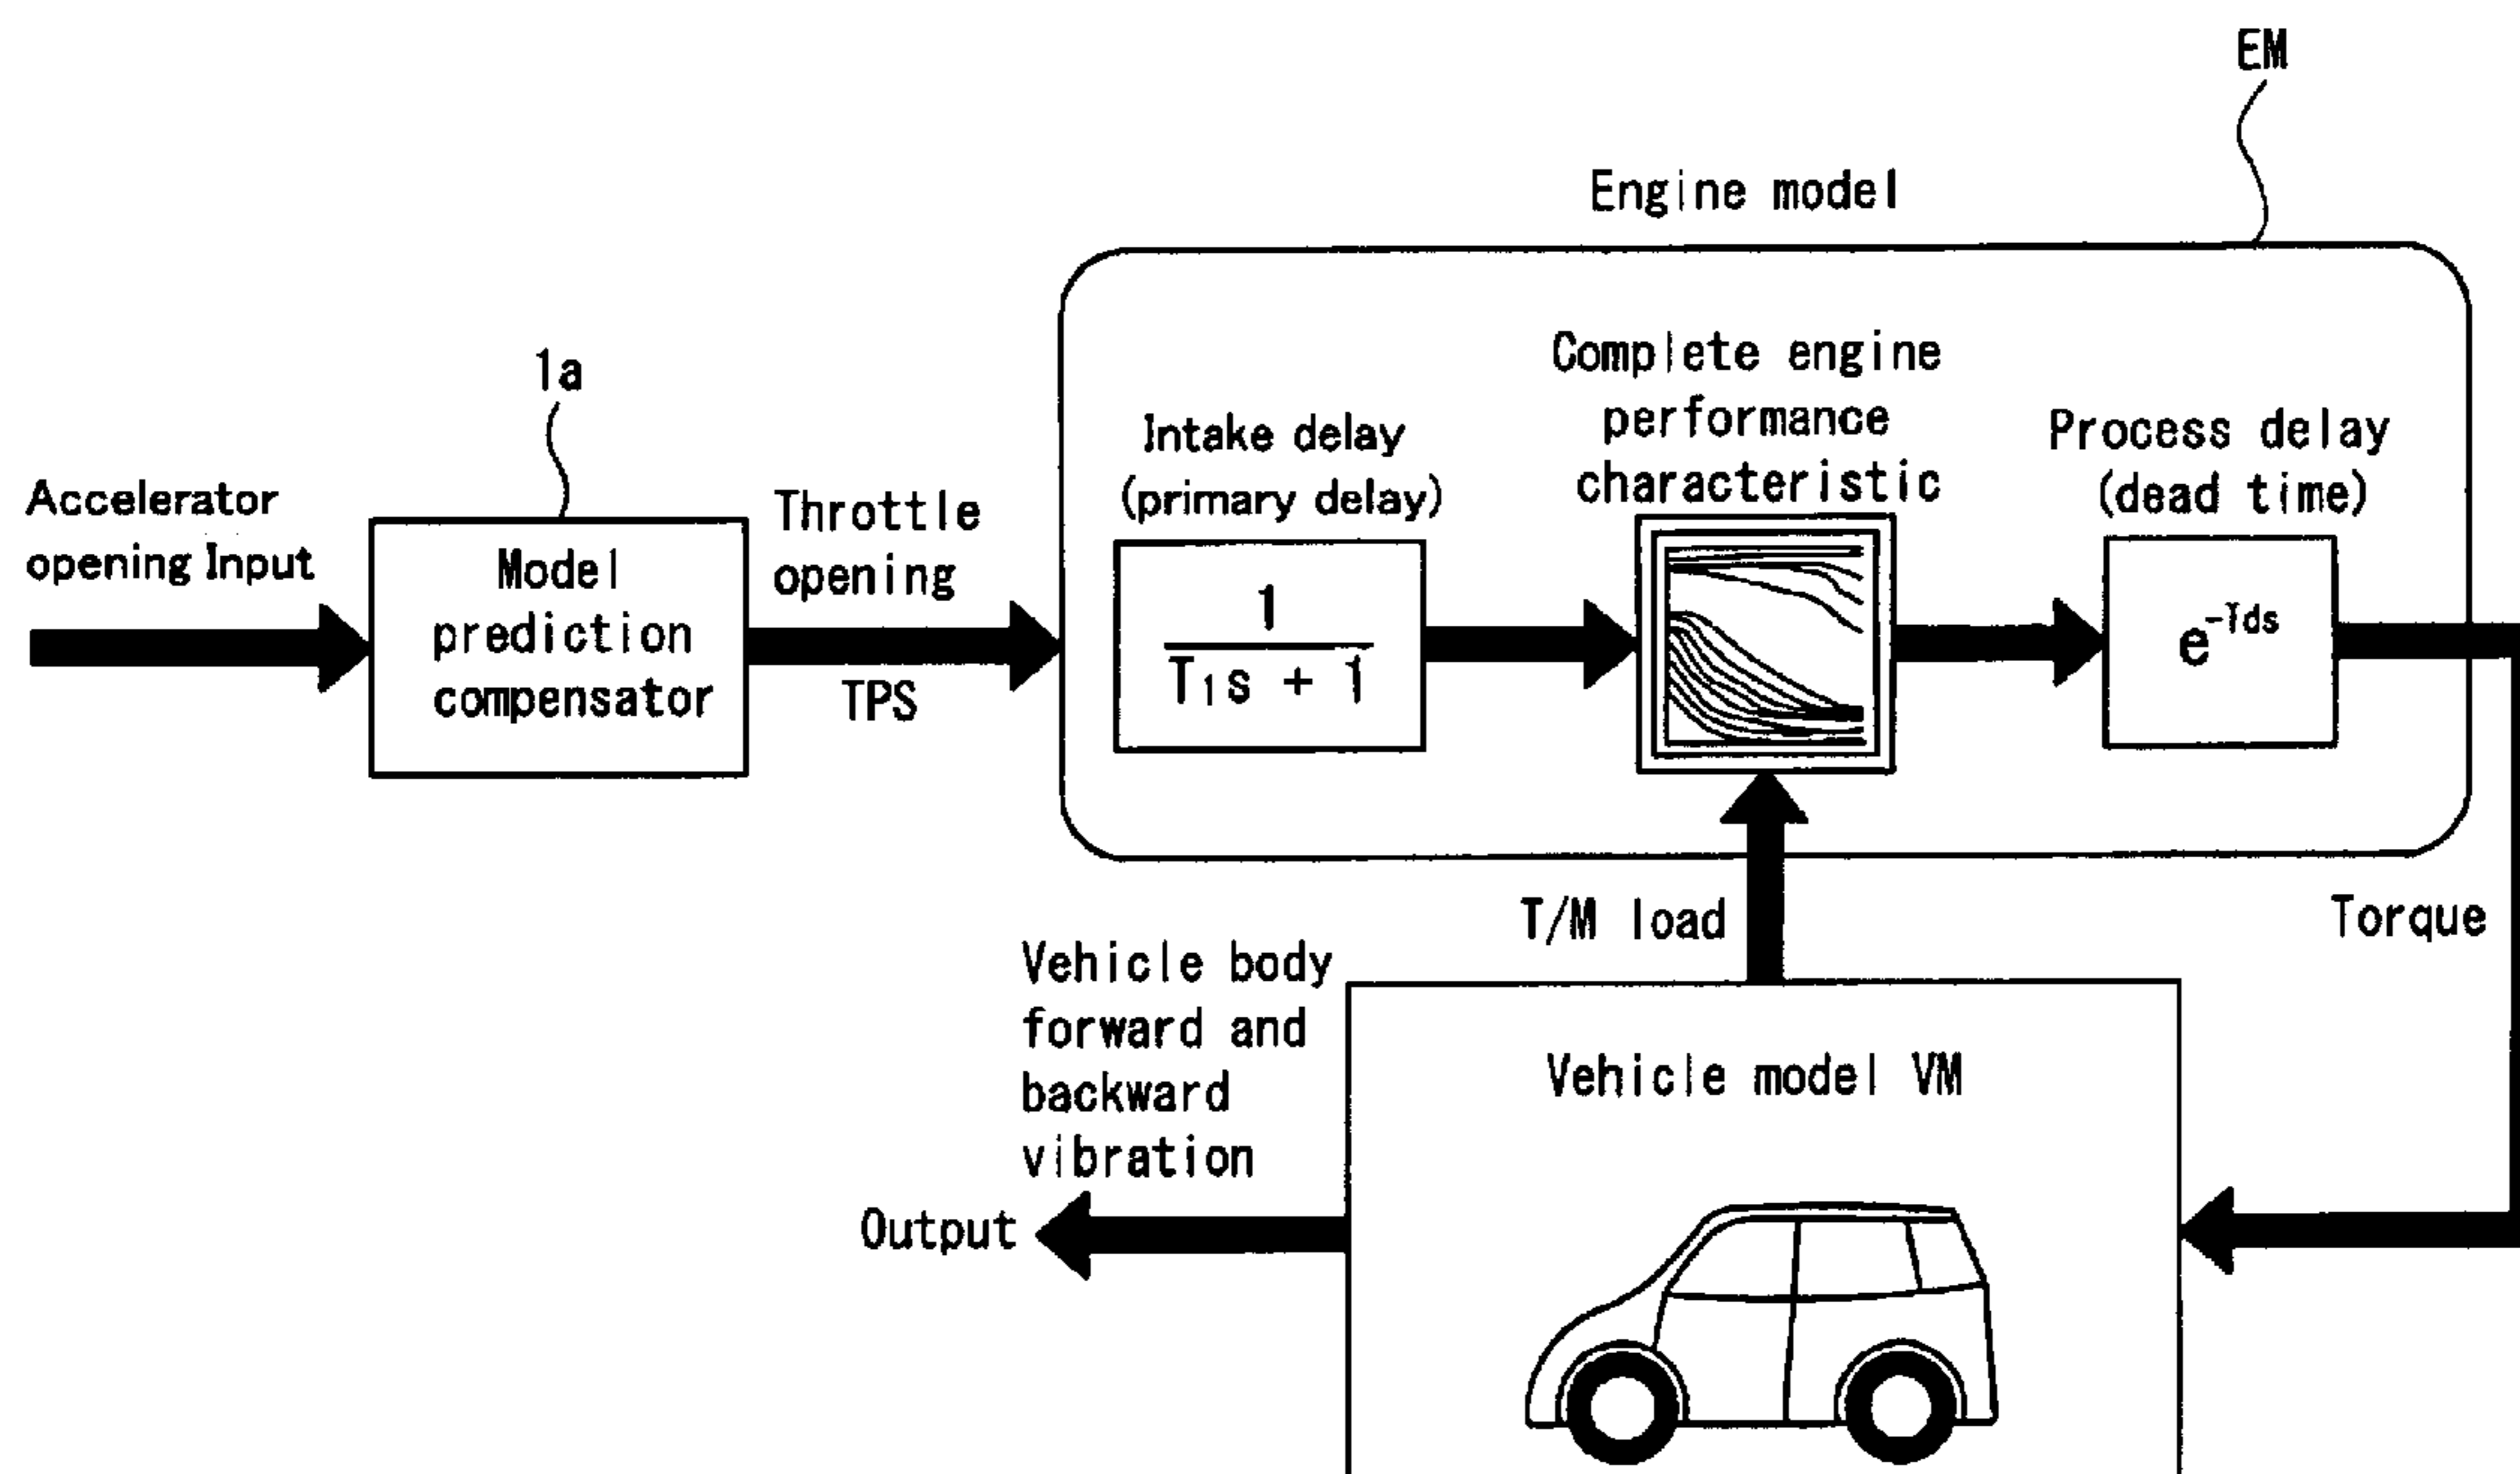 EM
Engine model
1a
Accelerator
opening Input
Model
prediction
compensator
Throttle
opening
TPS
Intake delay
(primary delay)
1
T₁s + 1
Complete engine
performance
characteristic
Process delay
(dead time)
e^-Tds
T/M load
Torque
Vehicle body
forward and
backward
vibration
Output
Vehicle model VM